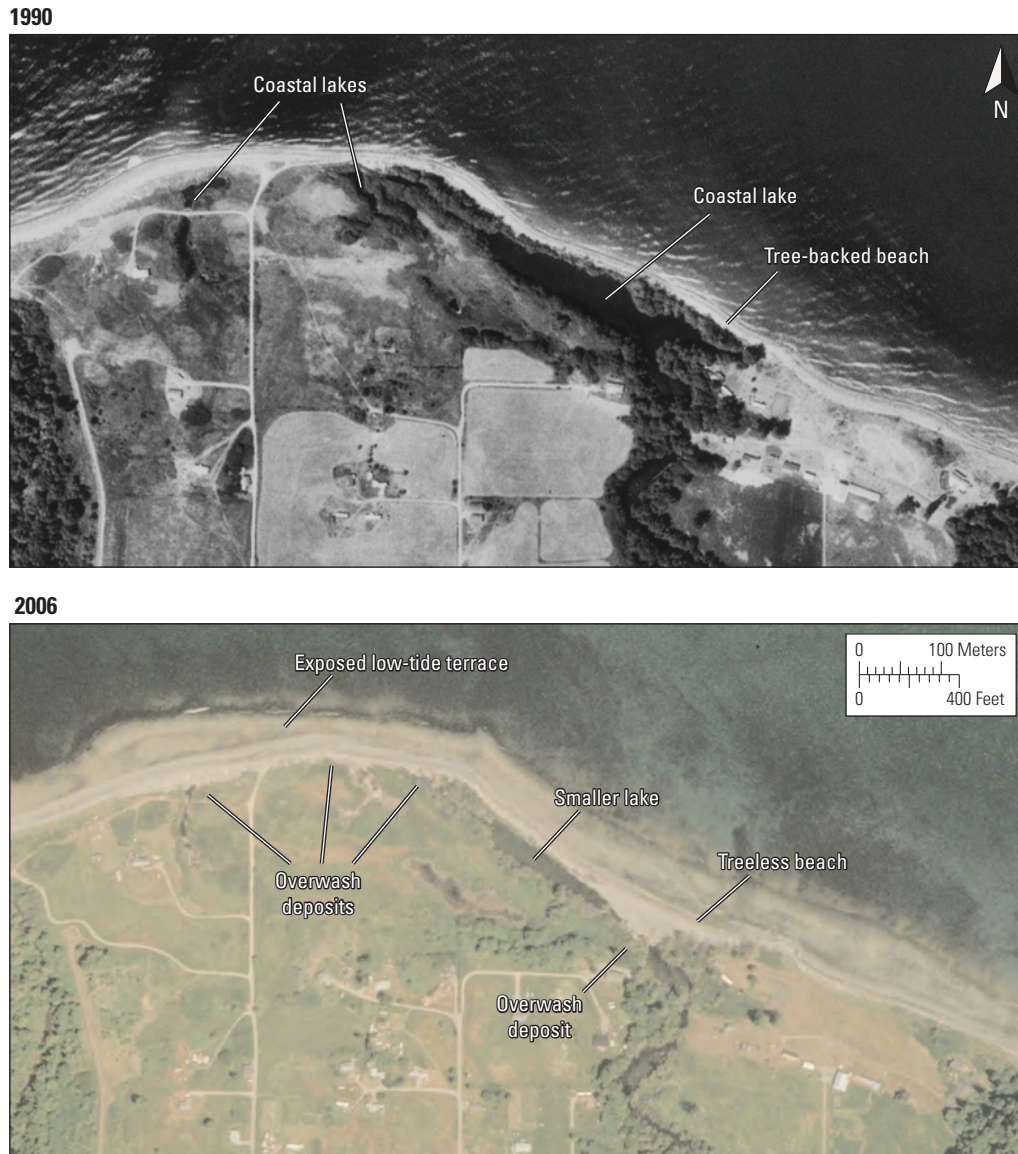 1990
N
Coastal lakes
Coastal lake
Tree-backed beach
2006
0 100 Meters
0 400 Feet
Exposed low-tide terrace
Smaller lake
Treeless beach
Overwash
deposits
Overwash
deposit